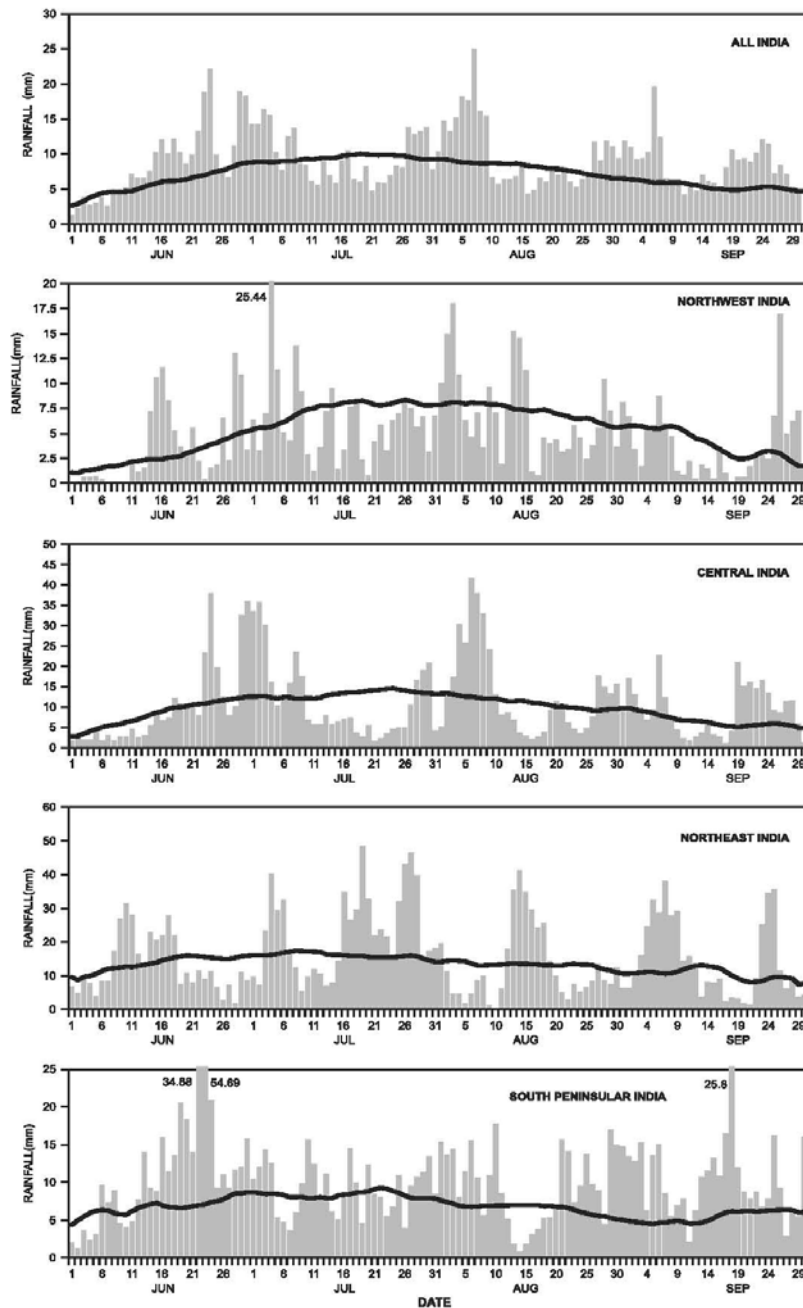 ALL INDIA
RAINFALL (mm)
30
25
20
15
10
5
0
1 6 11 16 21 26 1 6 11 16 21 26 31 5 10 15 20 25 30 4 9 14 19 24 29
JUN JUL AUG SEP
NORTHWEST INDIA
25.44
RAINFALL(mm)
20
17.5
15
12.5
10
7.5
5
2.5
0
1 6 11 16 21 26 1 6 11 16 21 26 31 5 10 15 20 25 30 4 9 14 19 24 29
JUN JUL AUG SEP
CENTRAL INDIA
RAINFALL(mm)
50
45
40
35
30
25
20
15
10
5
0
1 6 11 16 21 26 1 6 11 16 21 26 31 5 10 15 20 25 30 4 9 14 19 24 29
JUN JUL AUG SEP
NORTHEAST INDIA
RAINFALL(mm)
60
50
40
30
20
10
0
1 6 11 16 21 26 1 6 11 16 21 26 31 5 10 15 20 25 30 4 9 14 19 24 29
JUN JUL AUG SEP
34.88 54.69 25.6
SOUTH PENINSULAR INDIA
RAINFALL(mm)
25
20
15
10
5
0
1 6 11 16 21 26 1 6 11 16 21 26 31 5 10 15 20 25 30 4 9 14 19 24 29
JUN JUL AUG SEP
DATE